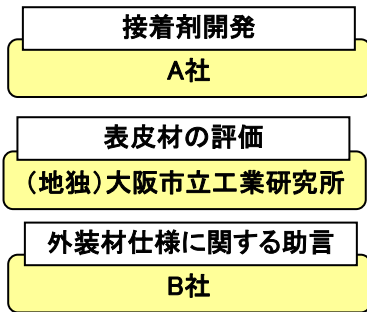 接着剤開発
A社
表皮材の評価
（地独）大阪市立工業研究所
外装材仕様に関する助言
B社